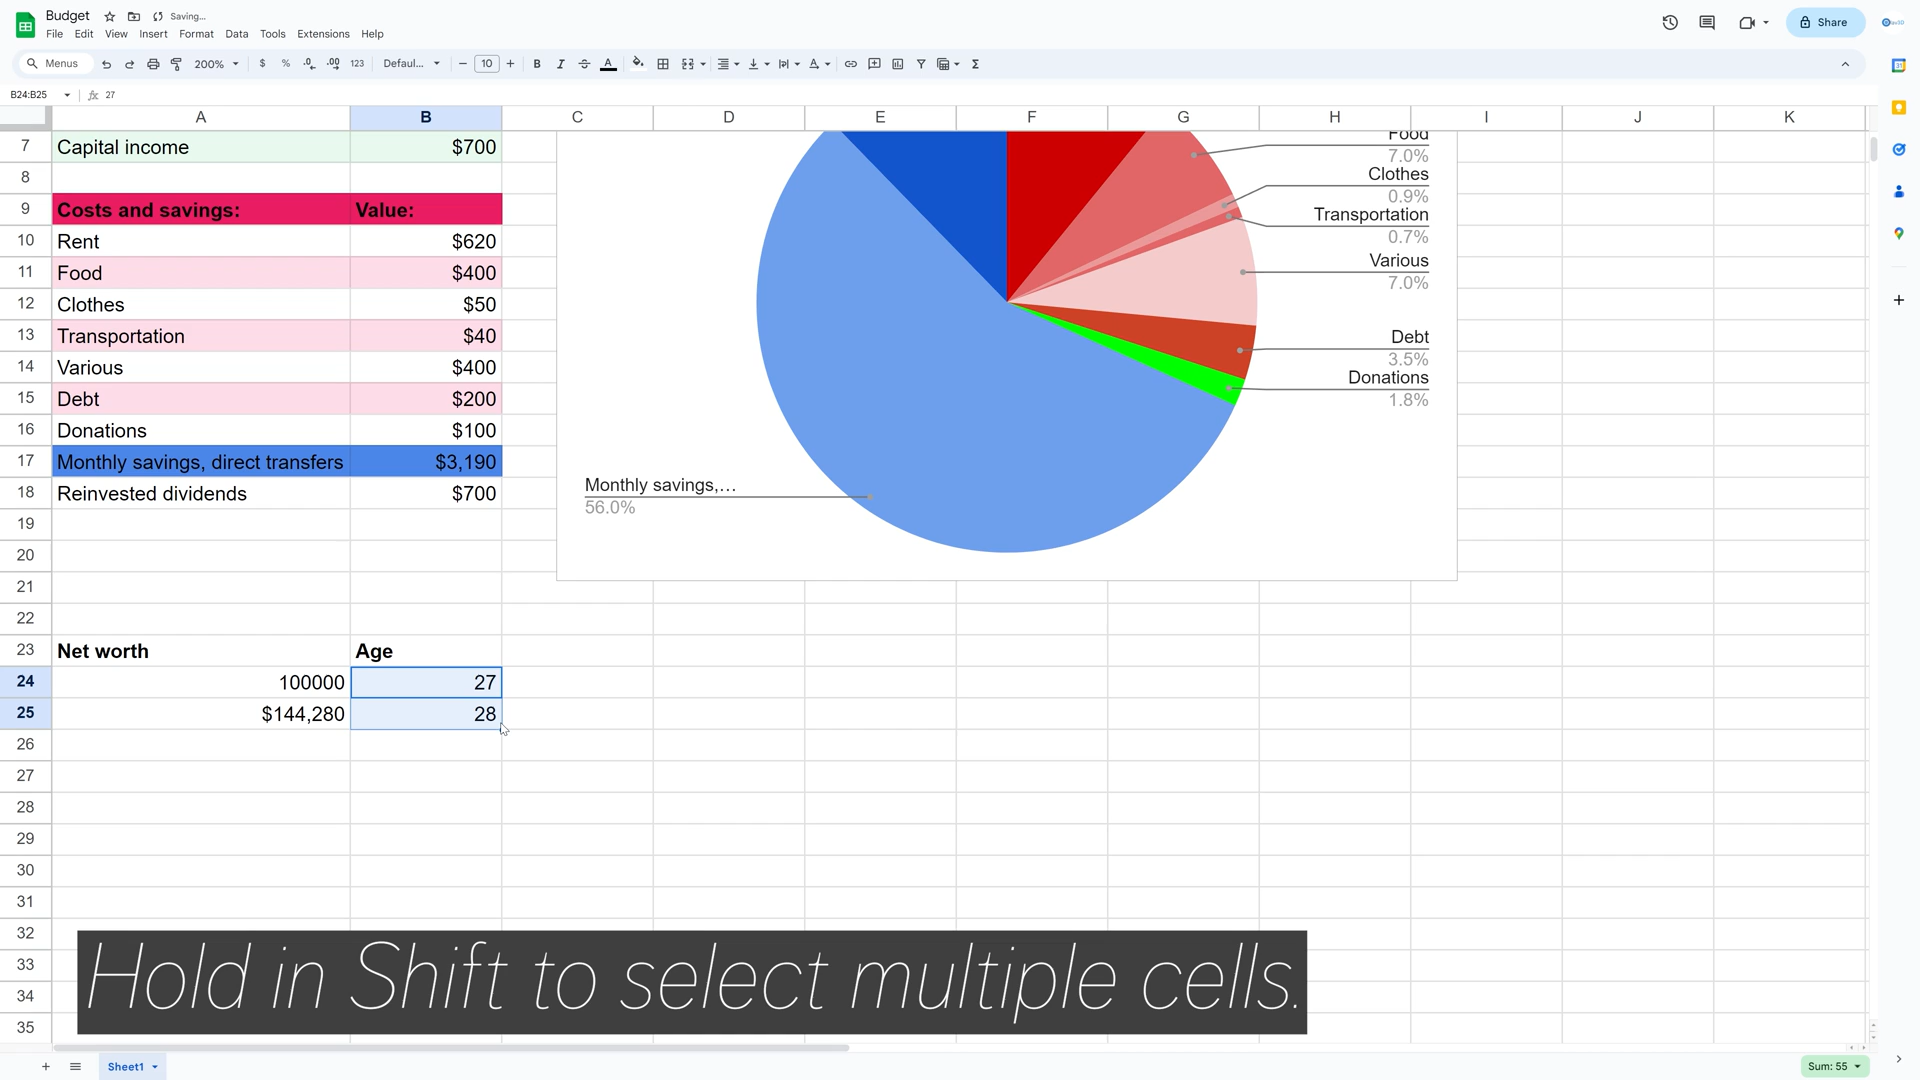 Budget
Saving...
File Edit View Insert Format Data Tools Extensions Help
Share
Menus
200%
$ % .0 .00 123
Defaul...
10
B I A
B24:B25
fx 27
A B C D E F G H I J K
7 Capital income $700
8
9 Costs and savings: Value:
10 Rent $620
11 Food $400
12 Clothes $50
13 Transportation $40
14 Various $400
15 Debt $200
16 Donations $100
17 Monthly savings, direct transfers $3,190
18 Reinvested dividends $700
19
20
21
22
23 Net worth Age
24 100000 27
25 $144,280 28
26
27
28
29
30
31
32
33
34
35
Food
7.0%
Clothes
0.9%
Transportation
0.7%
Various
7.0%
Debt
3.5%
Donations
1.8%
Monthly savings,...
56.0%
Hold in Shift to select multiple cells.
Sheet1
Sum: 55